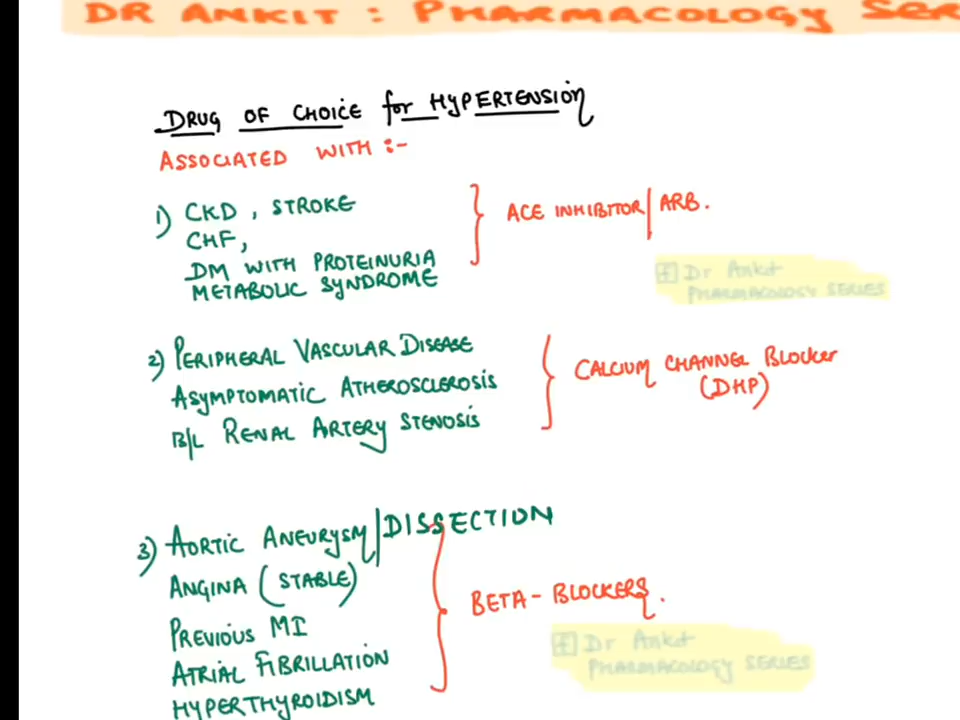 DR ANKIT : PHARMACOLOGY SER
DRUG OF CHOICE for HYPERTENSION
ASSOCIATED WITH :-
1) CKD, STROKE
CHF,
DM WITH PROTEINURIA
METABOLIC SYNDROME
ACE INHIBITOR | ARB.
Dr Ankit
PHARMACOLOGY SERIES
2) PERIPHERAL VASCULAR DISEASE
ASYMPTOMATIC ATHEROSCLEROSIS
B/L RENAL ARTERY STENOSIS
CALCIUM CHANNEL BLOCKER
(DHP)
3) AORTIC ANEURYSM | DISSECTION
ANGINA (STABLE)
PREVIOUS MI
ATRIAL FIBRILLATION
HYPERTHYROIDISM
BETA - BLOCKERS.
Dr Ankit
PHARMACOLOGY SERIES